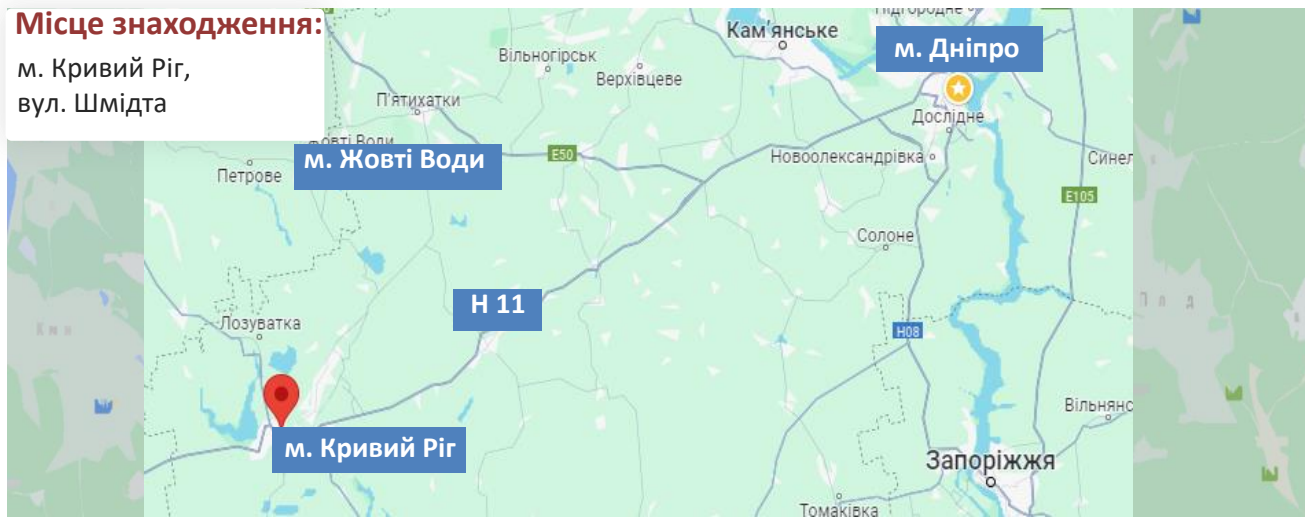 Місце знаходження:
м. Кривий Ріг,
вул. Шмідта
Підгородне
Кам'янське
м. Дніпро
Вільногірськ
Верхівцеве
П'ятихатки
Дослідне
Жовті Води
м. Жовті Води
E50
Новоолександрівка
Синел
Петрове
E105
Солоне
Н 11
Лозуватка
H08
Вільнянс
м. Кривий Ріг
Запоріжжя
Томаківка